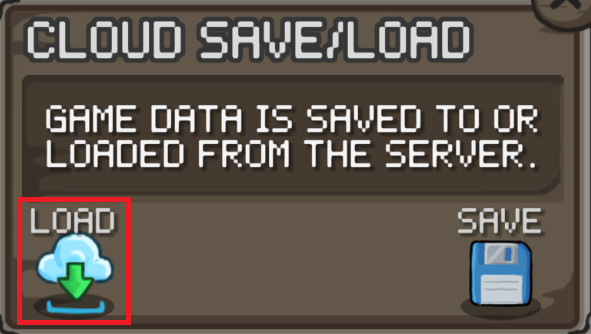 CLOUD SAVE/LOAD
GAME DATA IS SAVED TO OR
LOADED FROM THE SERVER.
LOAD
SAVE